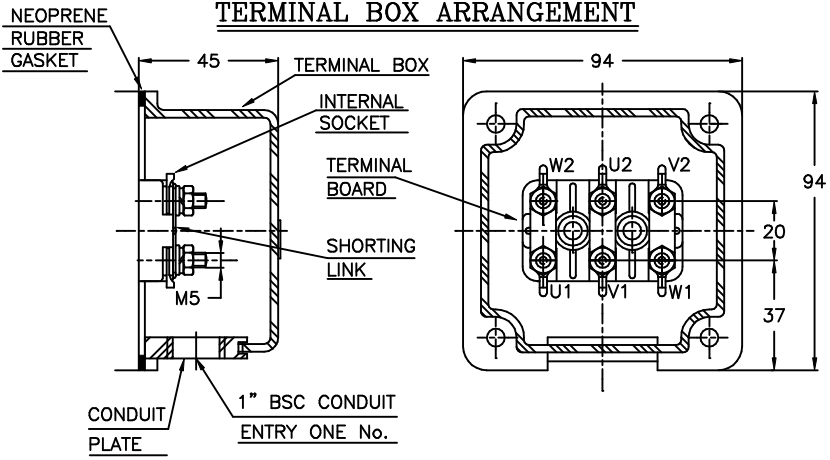 TERMINAL BOX ARRANGEMENT
NEOPRENE
RUBBER
GASKET
45
TERMINAL BOX
INTERNAL
SOCKET
TERMINAL
BOARD
SHORTING
LINK
M5
CONDUIT
PLATE
1" BSC CONDUIT
ENTRY ONE No.
94
W2 U2 V2
U1 V1 W1
20
37
94